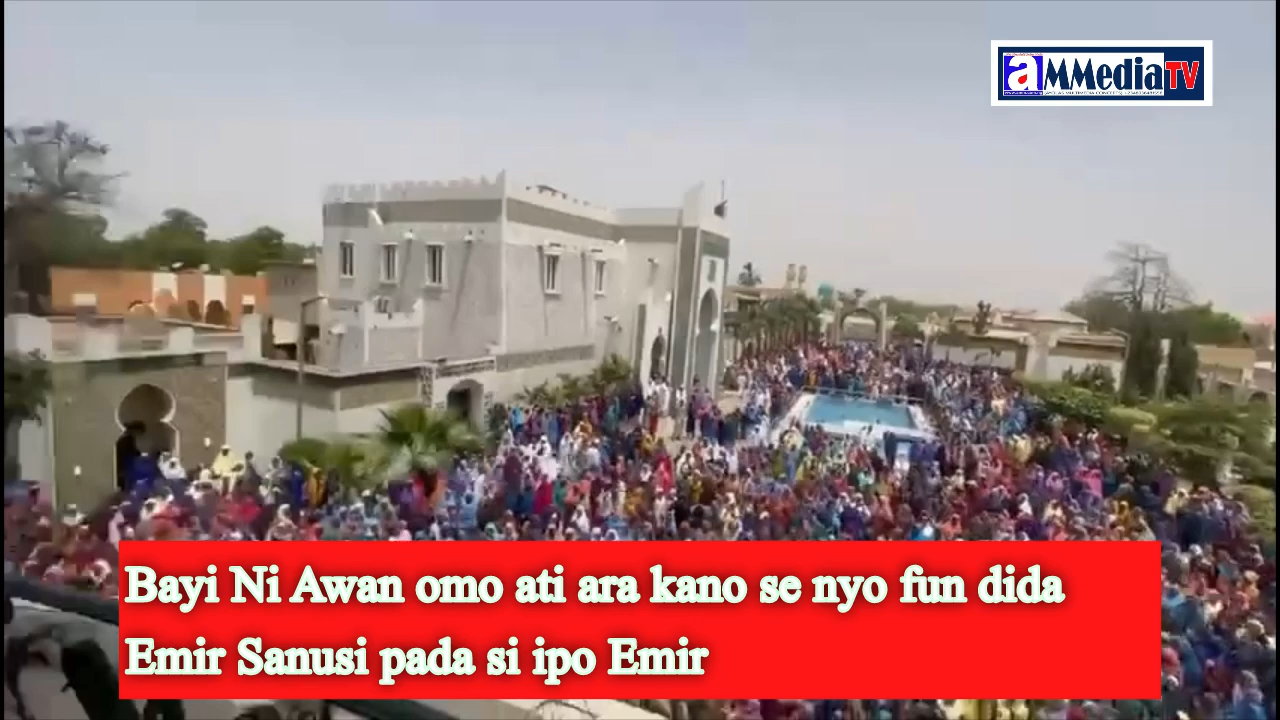 aMMediaTV
Bayi Ni Awan omo ati ara kano se nyo fun dida
Emir Sanusi pada si ipo Emir